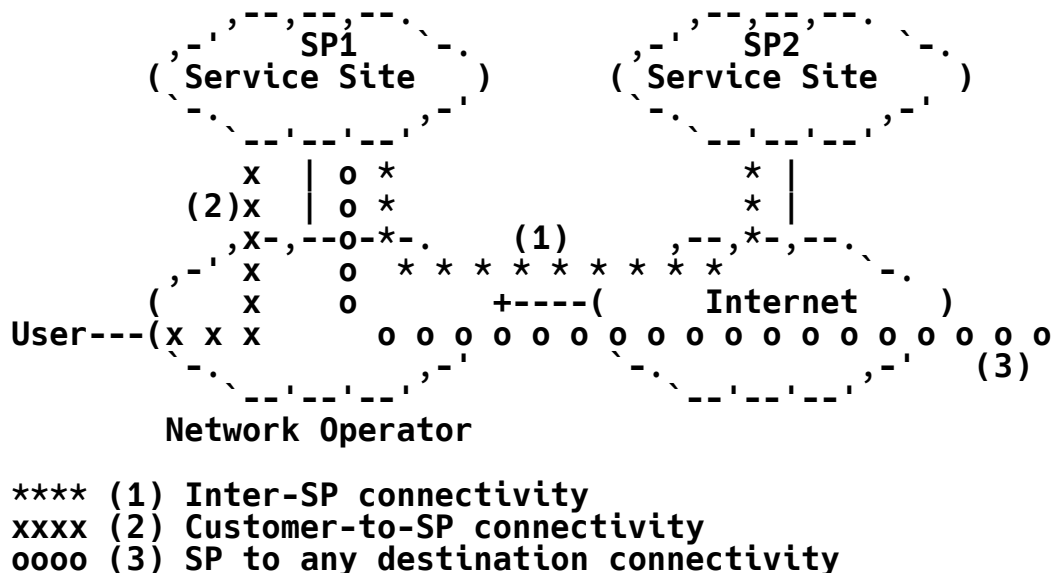 ,--,--,--.              ,--,--,--.
    ,-'    SP1   `-.        ,-'   SP2     `-.
   ( Service Site   )      ( Service Site    )
    `-.          ,-'        `-.          ,-'
       `--'--'--'              `--'--'--'
        x  | o *                  * |
     (2)x  | o *                  * |
       ,x-,--o-*-.    (1)     ,--,*-,--.
    ,-' x    o  * * * * * * * * *       `-.
   (    x    o       +----(     Internet    )
User---(x x x      o o o o o o o o o o o o o o o o o o
    `-.          ,-'       `-.          ,-'   (3)
       `--'--'--'             `--'--'--'
    Network Operator
**** (1) Inter-SP connectivity
xxxx (2) Customer-to-SP connectivity
oooo (3) SP to any destination connectivity